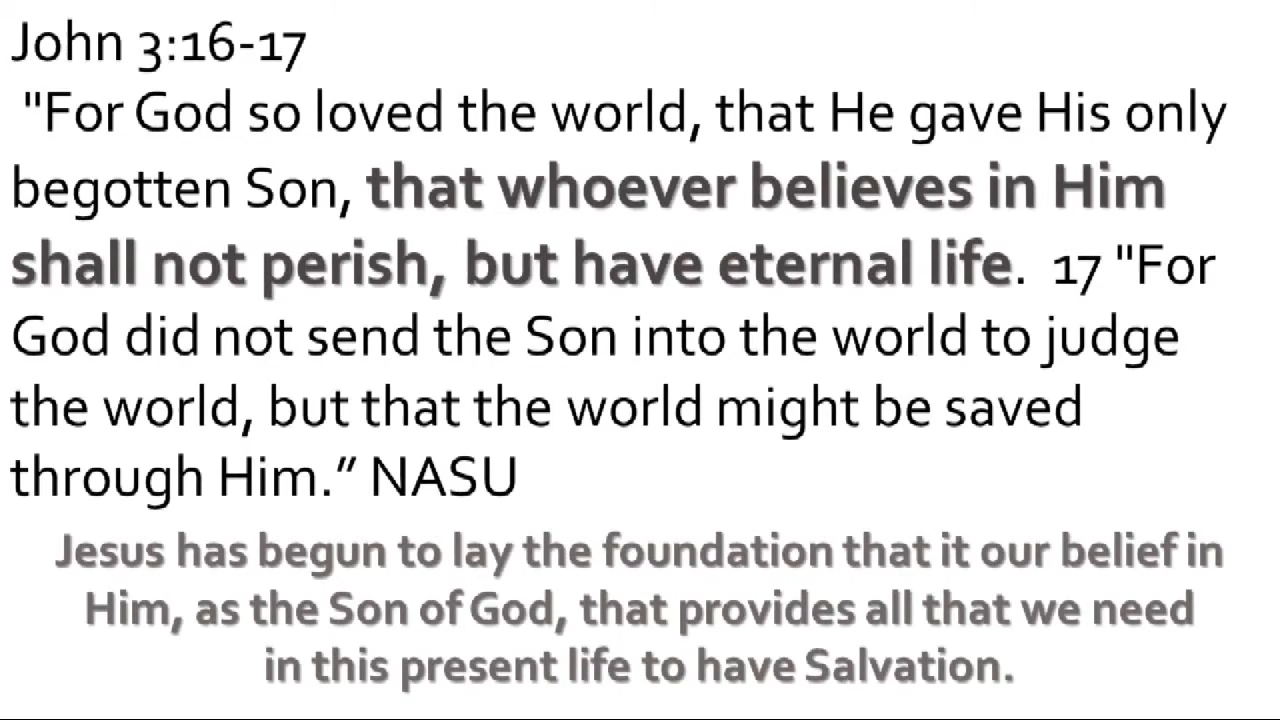 John 3:16-17
"For God so loved the world, that He gave His only
begotten Son, that whoever believes in Him
shall not perish, but have eternal life. 17 "For
God did not send the Son into the world to judge
the world, but that the world might be saved
through Him.” NASU
Jesus has begun to lay the foundation that it our belief in
Him, as the Son of God, that provides all that we need
in this present life to have Salvation.